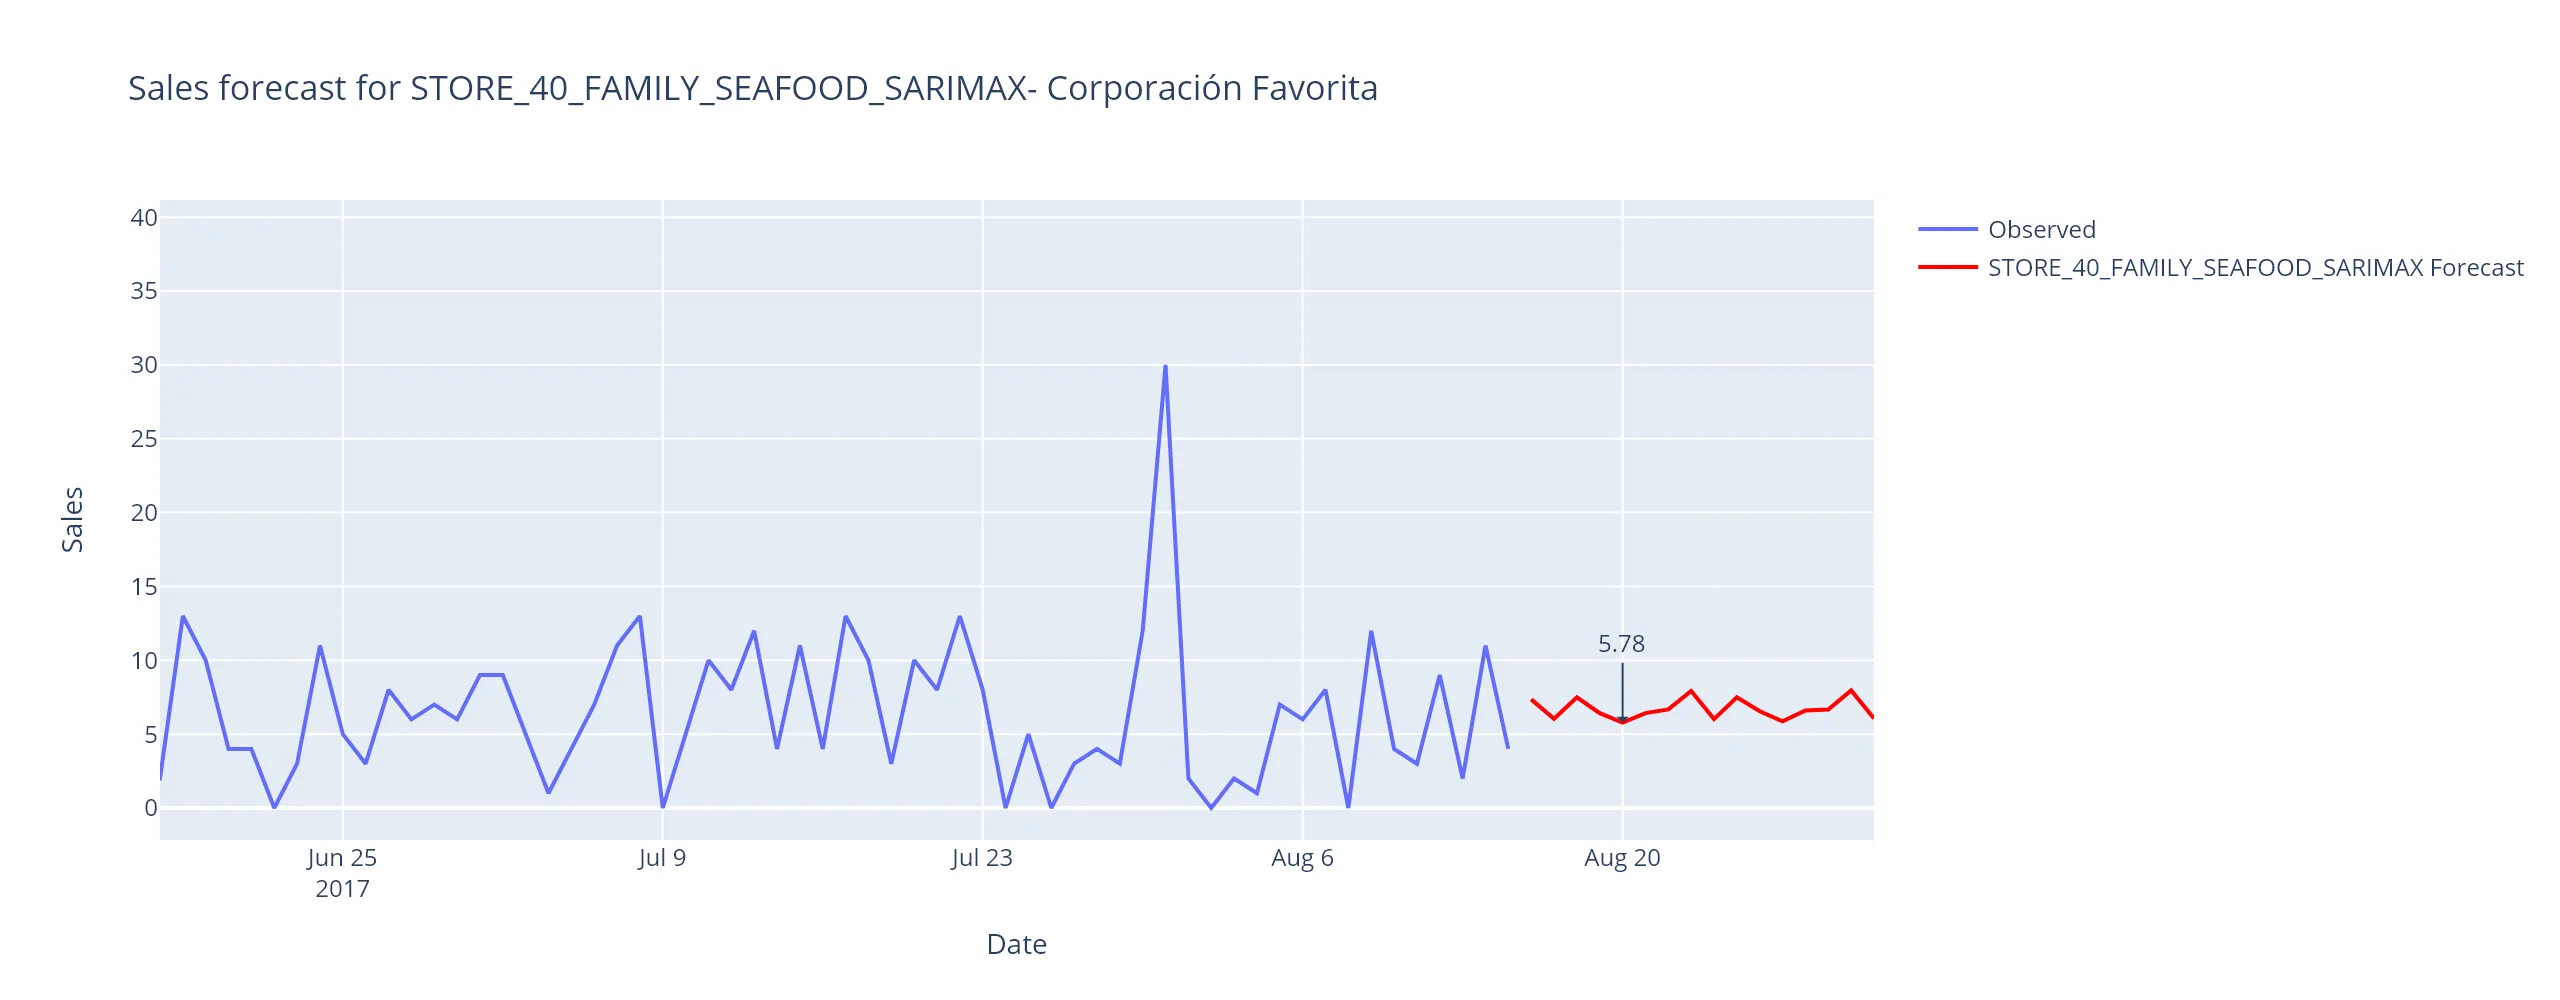 Sales forecast for STORE_40_FAMILY_SEAFOOD_SARIMAX- Corporación Favorita
Observed
STORE_40_FAMILY_SEAFOOD_SARIMAX Forecast
40
35
30
25
20
15
10
5
0
Sales
5.78
Jun 25
2017
Jul 9
Jul 23
Aug 6
Aug 20
Date